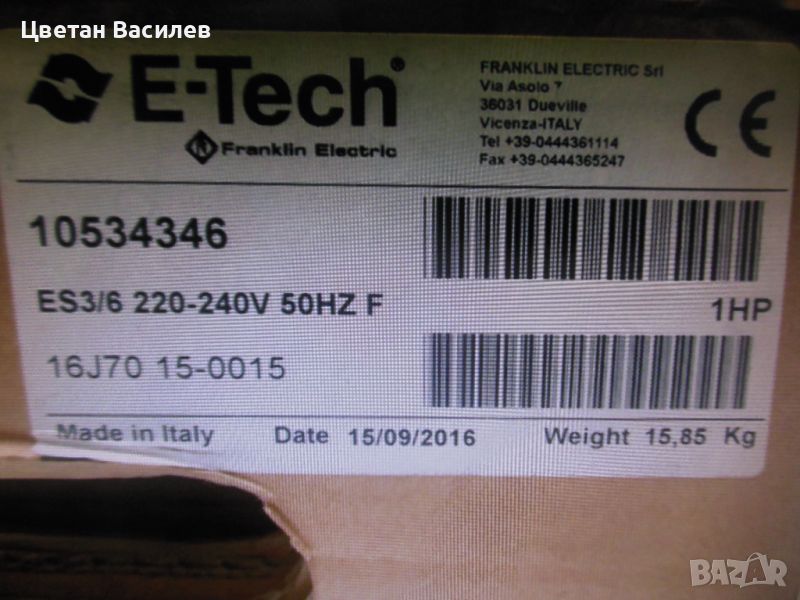 Цветан Василев
E-Tech®
Franklin Electric
FRANKLIN ELECTRIC Srl
Via Asolo 7
36031 Dueville
Vicenza-ITALY
Tel +39-0444361114
Fax +39-0444365247
CE
10534346
ES3/6 220-240V 50HZ F
1HP
16J70 15-0015
Made in Italy Date 15/09/2016 Weight 15,85 Kg
BAZAR